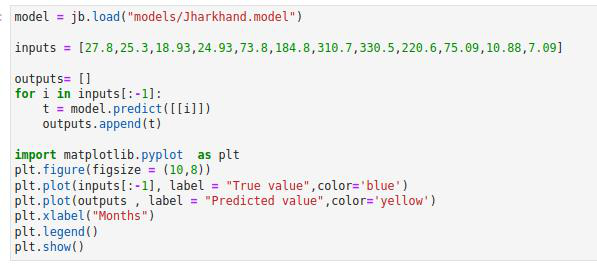 model = jb.load("models/Jharkhand.model")
inputs = [27.8,25.3,18.93,24.93,73.8,184.8,310.7,330.5,220.6,75.09,10.88,7.09]
outputs= []
for i in inputs[:-1]:
    t = model.predict([[i]])
    outputs.append(t)
import matplotlib.pyplot  as plt
plt.figure(figsize = (10,8))
plt.plot(inputs[:-1], label = "True value",color='blue')
plt.plot(outputs , label = "Predicted value",color='yellow')
plt.xlabel("Months")
plt.legend()
plt.show()